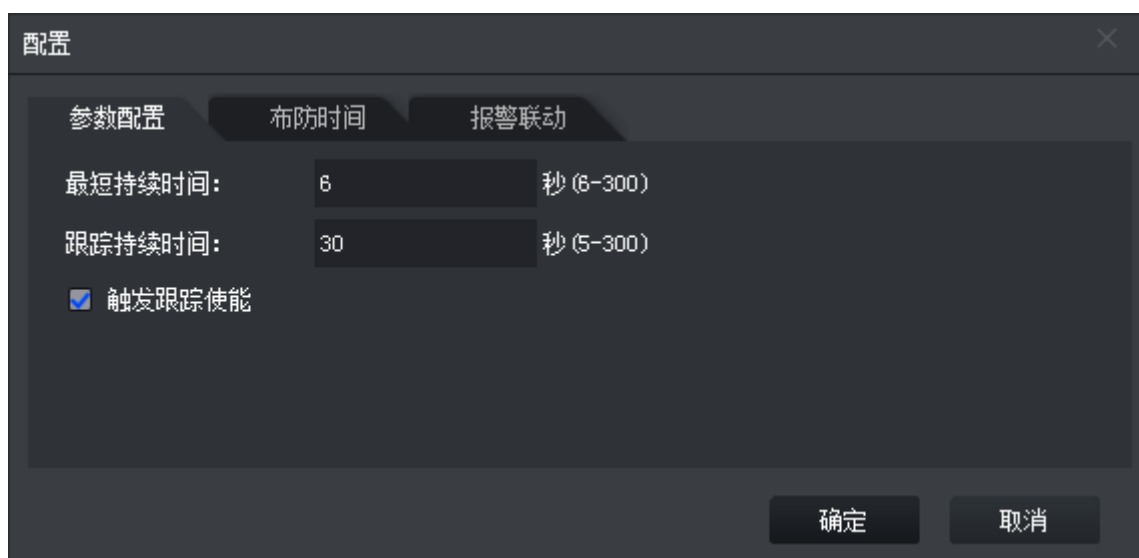 配置
参数配置 布防时间 报警联动
最短持续时间: 6 秒(6-300)
跟踪持续时间: 30 秒(5-300)
触发跟踪使能
确定 取消